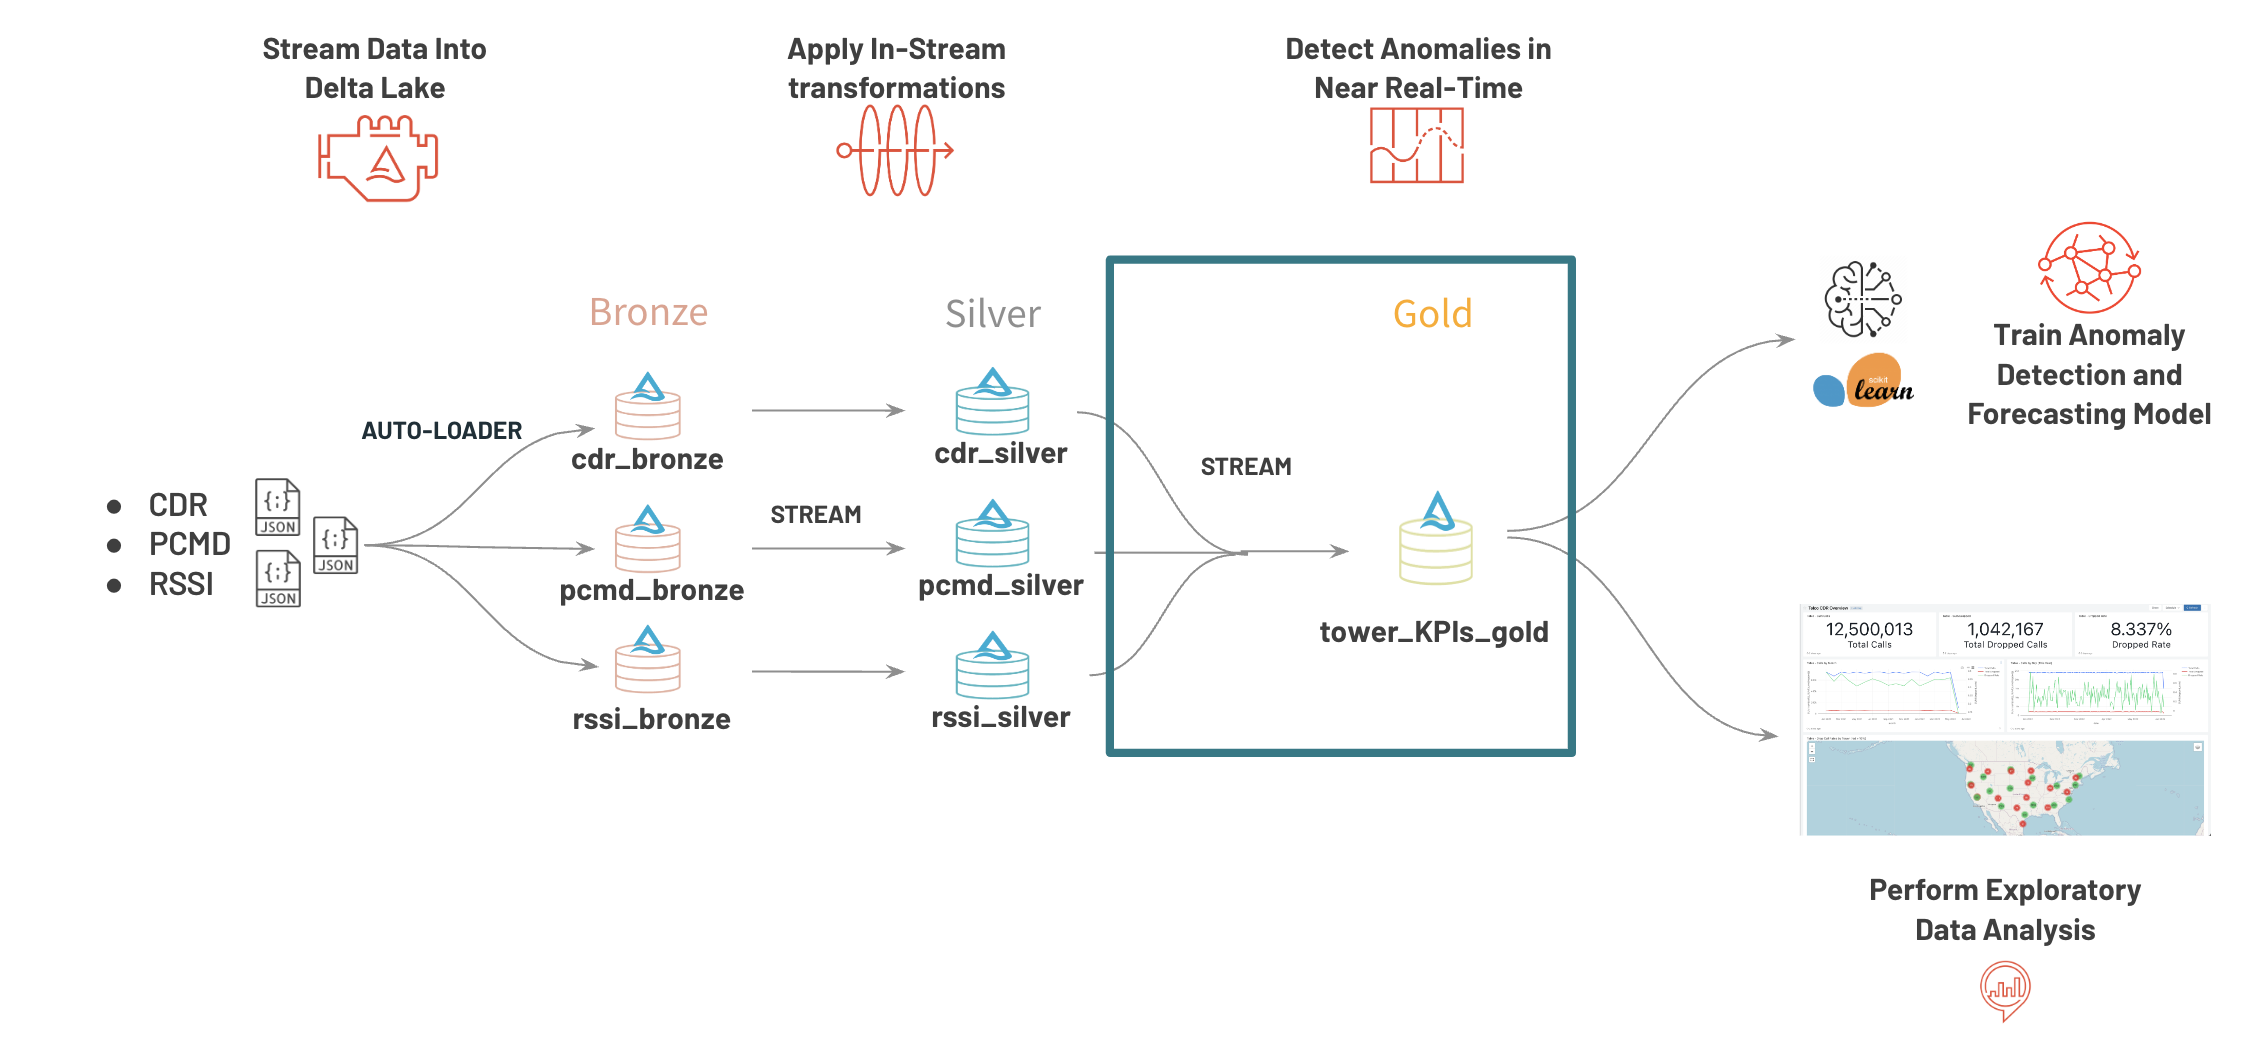 Stream Data Into
Delta Lake
Apply In-Stream
transformations
Detect Anomalies in
Near Real-Time
Bronze
Silver
Gold
AUTO-LOADER
cdr_bronze
cdr_silver
STREAM
CDR
PCMD
RSSI
{;}
JSON
{;}
JSON
{;}
JSON
STREAM
pcmd_bronze
pcmd_silver
tower_KPIs_gold
rssi_bronze
rssi_silver
scikit
learn
Train Anomaly
Detection and
Forecasting Model
Telco CDR Overview
12,500,013
Total Calls
1,042,167
Total Dropped Calls
8.337%
Dropped Rate
Perform Exploratory
Data Analysis